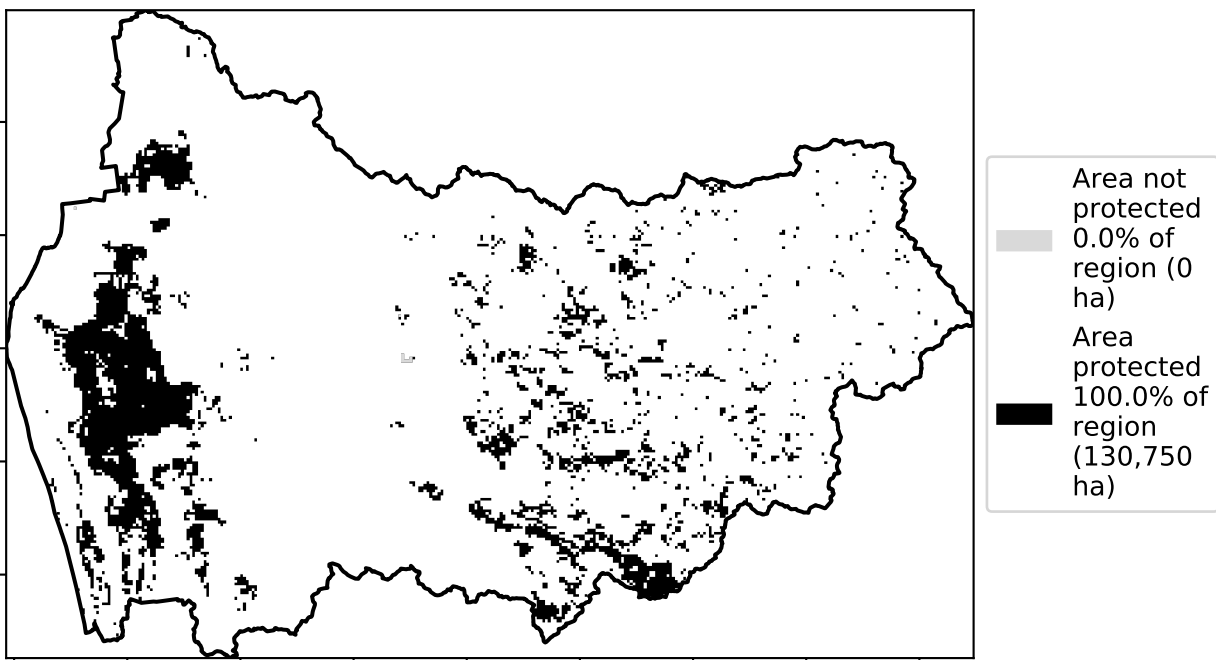 Area not
protected
0.0% of
region (0
ha)
Area
protected
100.0% of
region
(130,750
ha)